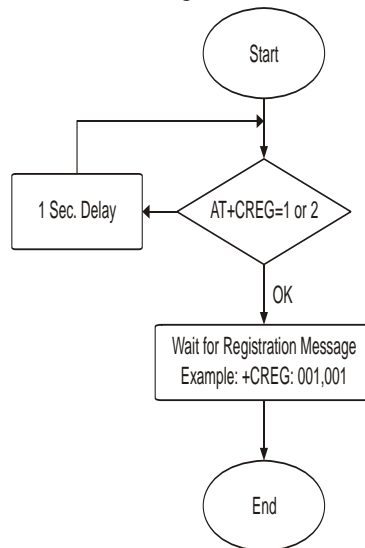 Start
1 Sec. Delay
AT+CREG=1 or 2
OK
Wait for Registration Message
Example: +CREG: 001,001
End